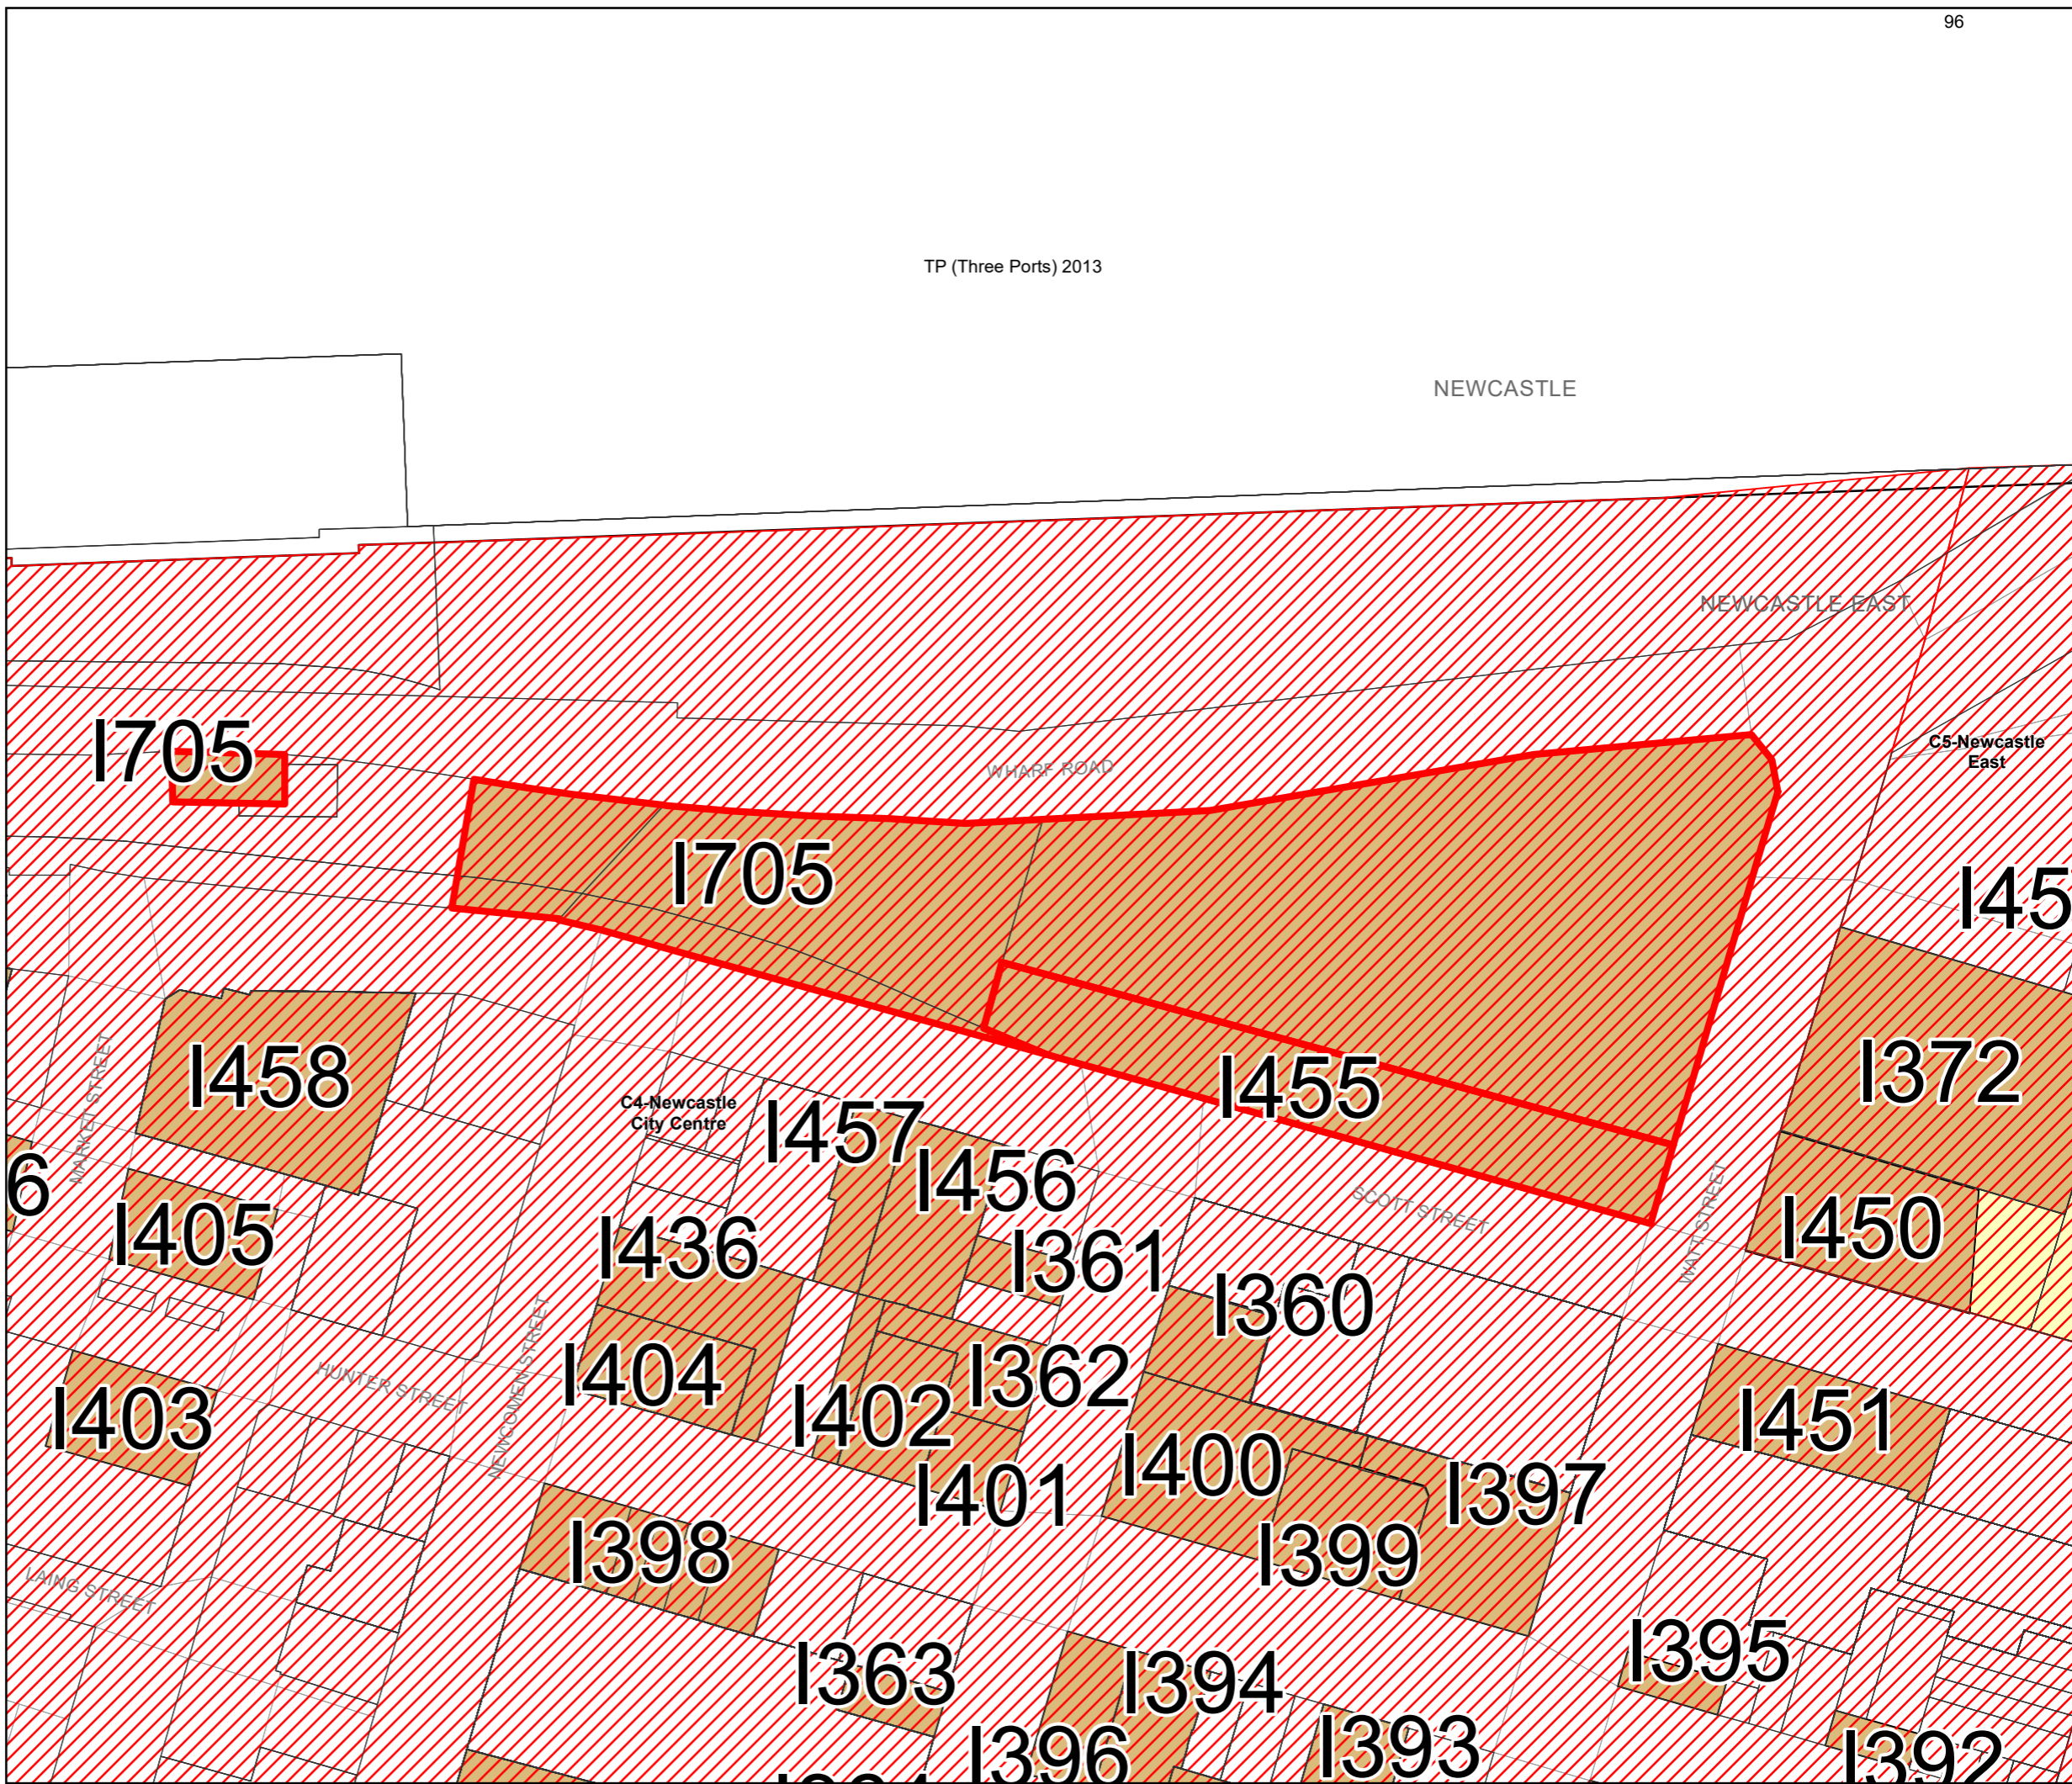 96
TP (Three Ports) 2013
NEWCASTLE
NEWCASTLE EAST
I705
C5-Newcastle
East
WHARF ROAD
I705
I45
I458
I455
I372
MARKET STREET
C4-Newcastle
City Centre
I457
I456
6
I405
I436
I361
SCOTT STREET
WATT STREET
I450
I360
I404
I362
HUNTER STREET
NEWCOMEN STREET
I403
I402
I451
I400
I401
I397
I398
I399
LAING STREET
I363
I394
I395
I396
I393
I392